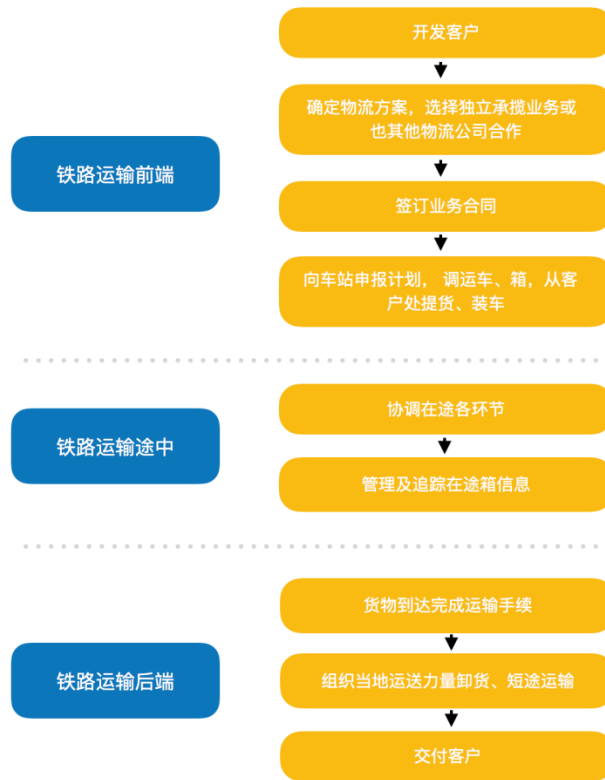 开发客户
确定物流方案，选择独立承揽业务或
也其他物流公司合作
铁路运输前端
签订业务合同
向车站申报计划， 调运车、箱，从客
户处提货、装车
协调在途各环节
铁路运输途中
管理及追踪在途箱信息
货物到达完成运输手续
铁路运输后端
组织当地运送力量卸货、短途运输
交付客户